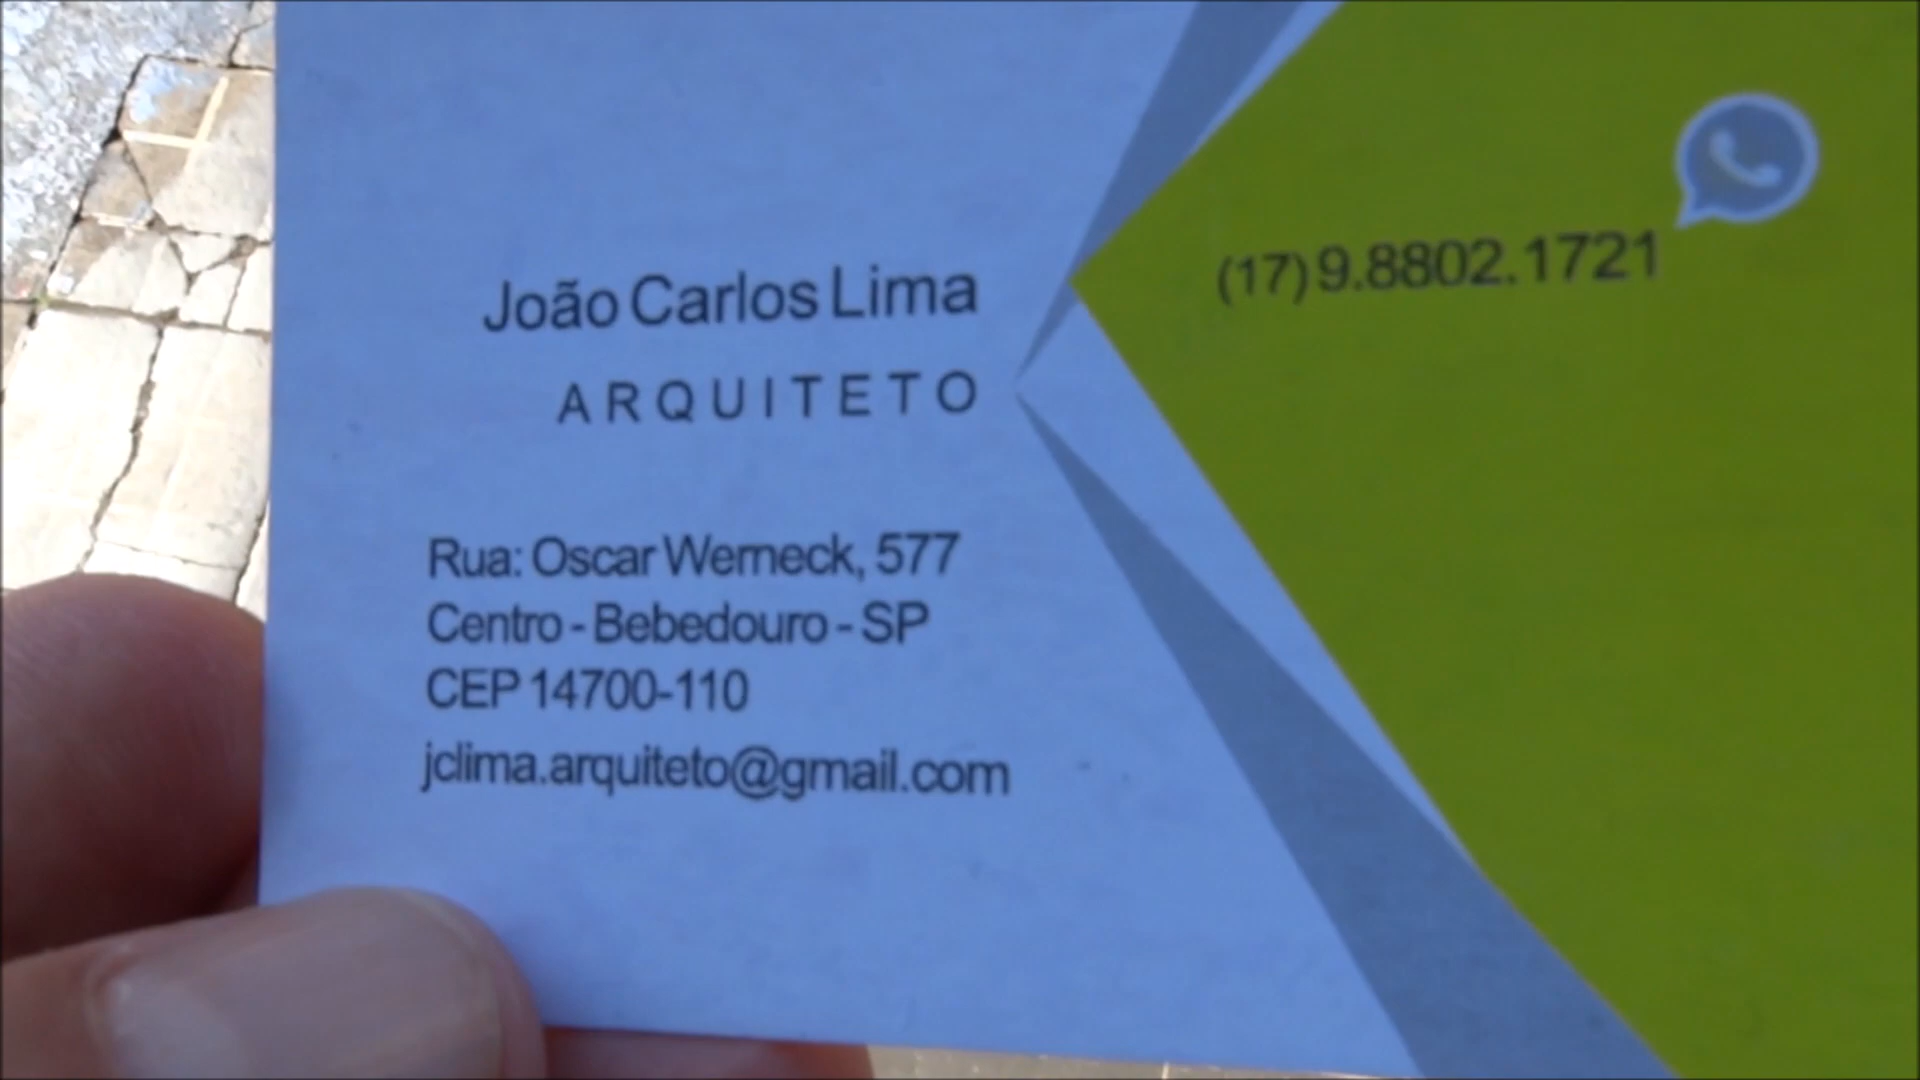 João Carlos Lima
ARQUITETO
Rua: Oscar Werneck, 577
Centro - Bebedouro - SP
CEP 14700-110
jclima.arquiteto@gmail.com
(17)9.8802.1721